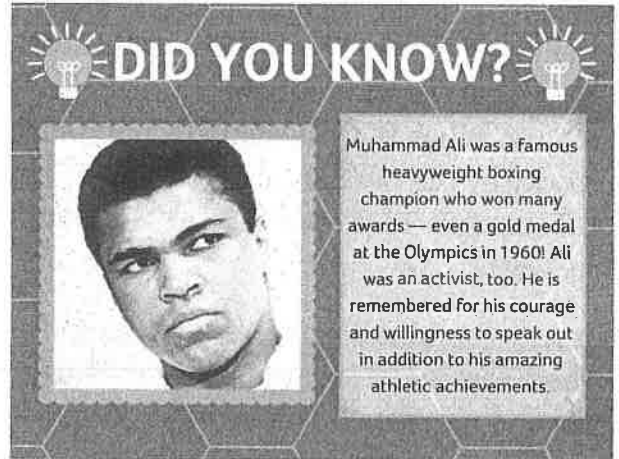 DID YOU KNOW?
Muhammad Ali was a famous
heavyweight boxing
champion who won many
awards — even a gold medal
at the Olympics in 1960! Ali
was an activist, too. He is
remembered for his courage
and willingness to speak out
in addition to his amazing
athletic achievements.